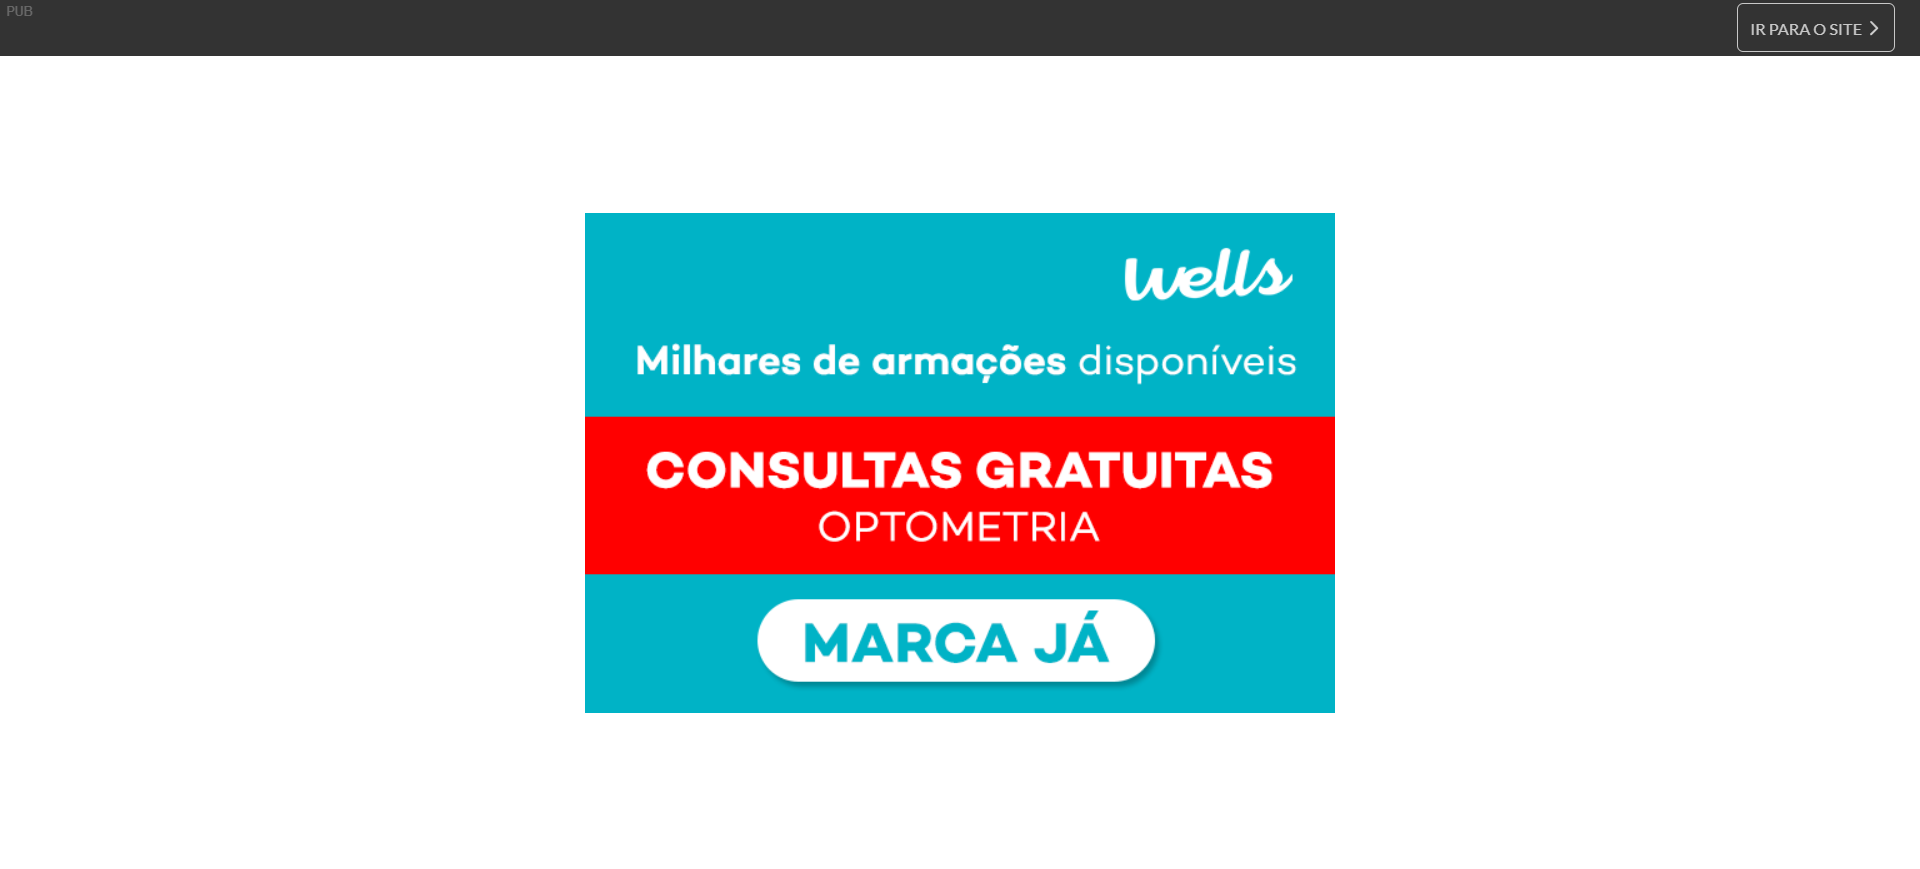 PUB
IR PARA O SITE
wells
Milhares de armações disponíveis
CONSULTAS GRATUITAS
OPTOMETRIA
MARCA JÁ